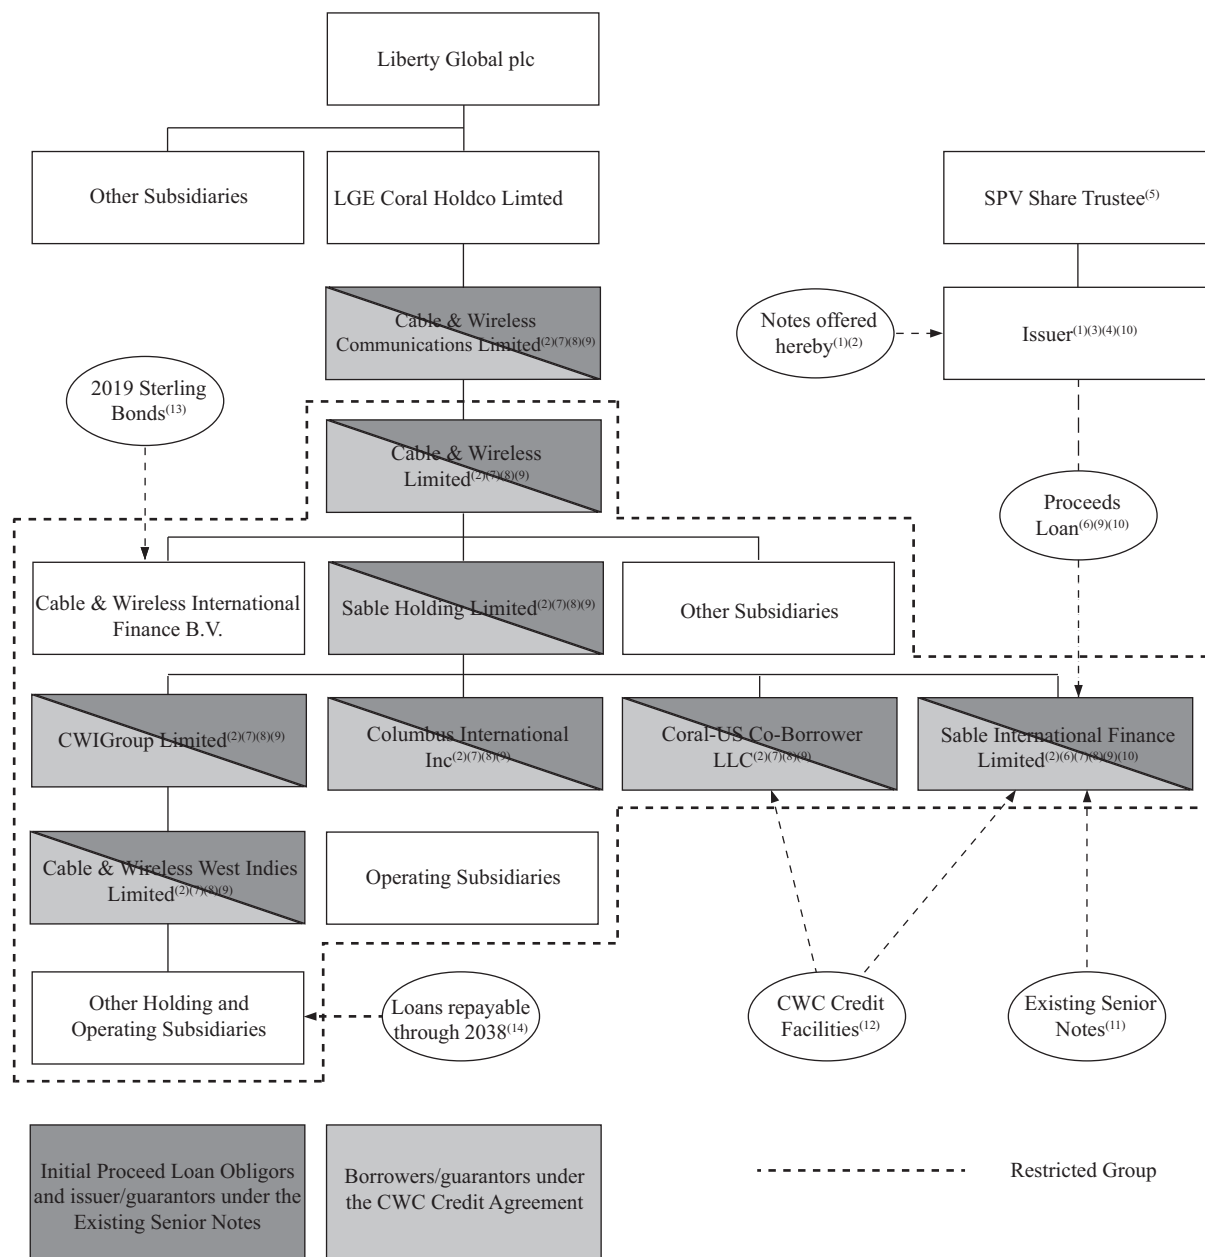 Liberty Global plc
Other Subsidiaries
LGE Coral Holdco Limted
SPV Share Trustee(5)
Cable & Wireless
Communications Limited(2)(7)(8)(9)
Notes offered
hereby(1)(2)
Issuer(1)(3)(4)(10)
2019 Sterling
Bonds(13)
Cable & Wireless
Limited(2)(7)(8)(9)
Proceeds
Loan(6)(9)(10)
Cable & Wireless International
Finance B.V.
Sable Holding Limited(2)(7)(8)(9)
Other Subsidiaries
CWIGroup Limited(2)(7)(8)(9)
Columbus International
Inc(2)(7)(8)(9)
Coral-US Co-Borrower
LLC(2)(7)(8)(9)
Sable International Finance
Limited(2)(6)(7)(8)(9)(10)
Cable & Wireless West Indies
Limited(2)(7)(8)(9)
Operating Subsidiaries
Other Holding and
Operating Subsidiaries
Loans repayable
through 2038(14)
CWC Credit
Facilities(12)
Existing Senior
Notes(11)
Initial Proceed Loan Obligors
and issuer/guarantors under the
Existing Senior Notes
Borrowers/guarantors under
the CWC Credit Agreement
Restricted Group